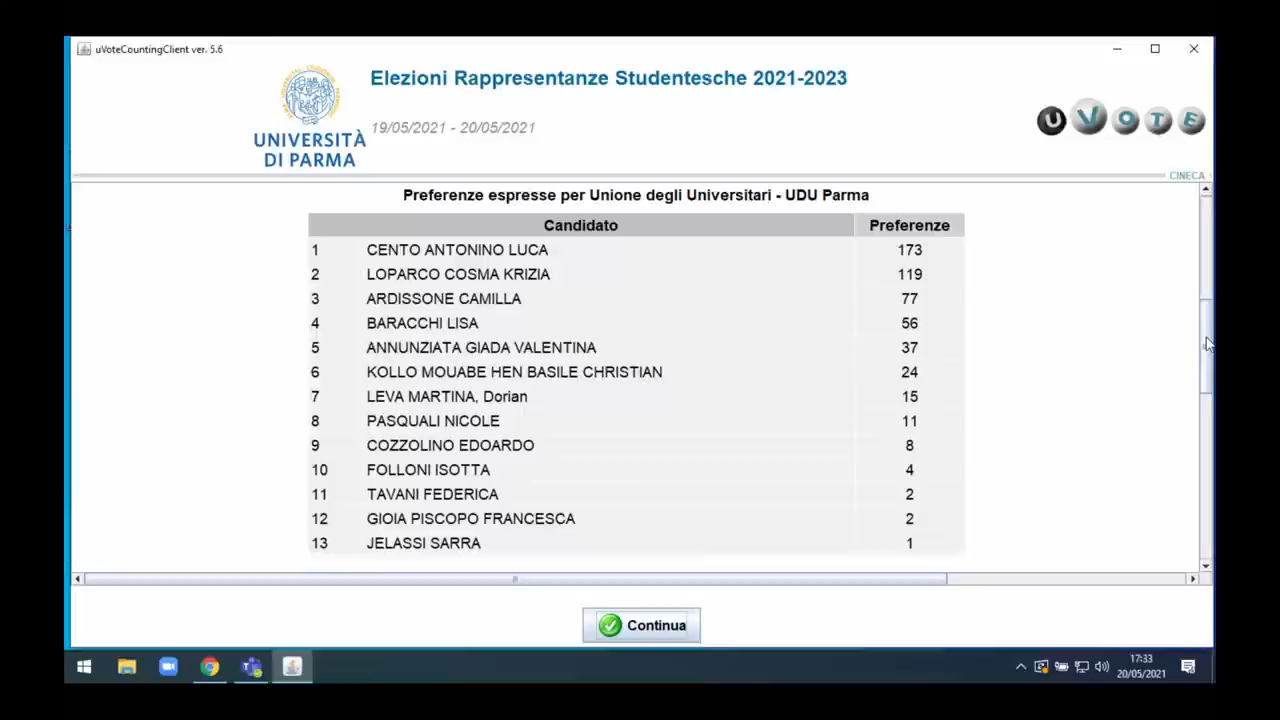 uVoteCountingClient ver. 5.6
Elezioni Rappresentanze Studentesche 2021-2023
19/05/2021 - 20/05/2021
UNIVERSITÀ
DI PARMA
U V O T E
CINECA
Preferenze espresse per Unione degli Universitari - UDU Parma
Candidato Preferenze
1 CENTO ANTONINO LUCA 173
2 LOPARCO COSMA KRIZIA 119
3 ARDISSONE CAMILLA 77
4 BARACCHI LISA 56
5 ANNUNZIATA GIADA VALENTINA 37
6 KOLLO MOUABE HEN BASILE CHRISTIAN 24
7 LEVA MARTINA, Dorian 15
8 PASQUALI NICOLE 11
9 COZZOLINO EDOARDO 8
10 FOLLONI ISOTTA 4
11 TAVANI FEDERICA 2
12 GIOIA PISCOPO FRANCESCA 2
13 JELASSI SARRA 1
Continua
17:33
20/05/2021